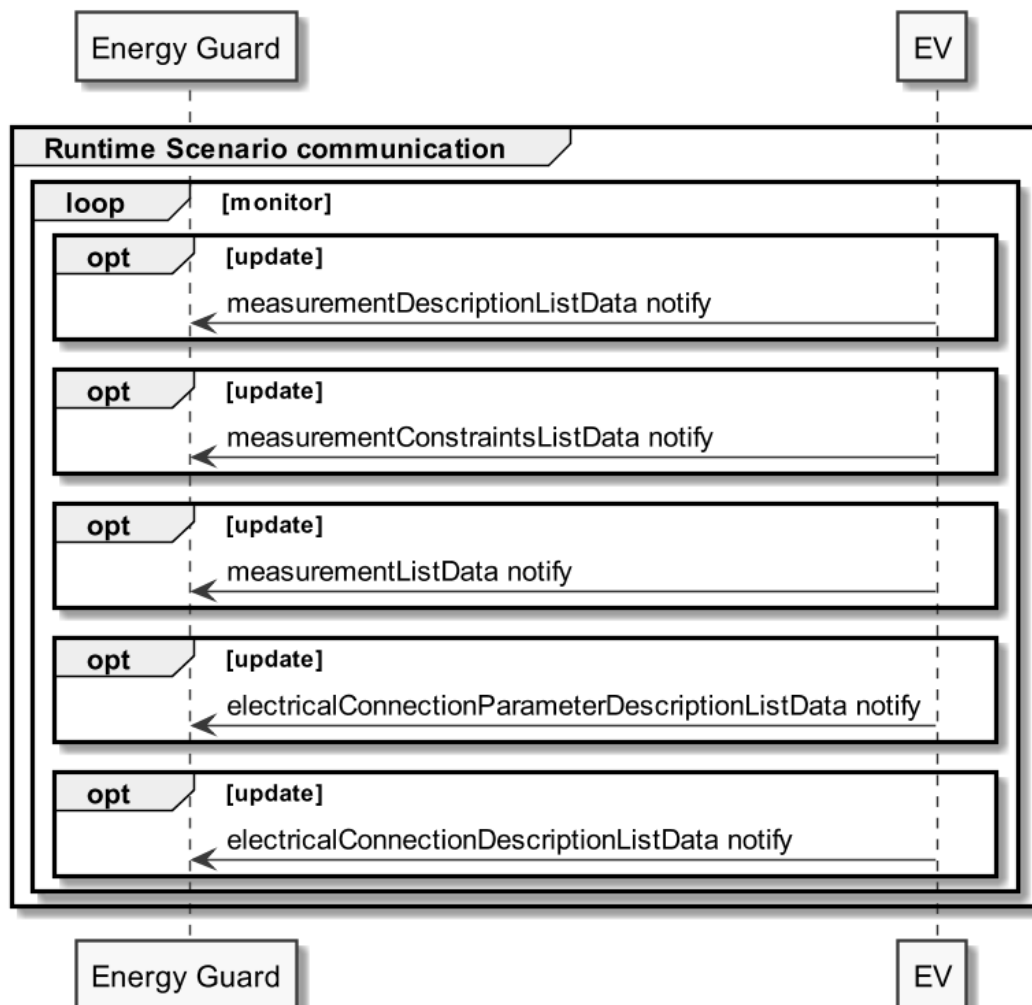 Energy Guard
EV
Runtime Scenario communication
loop
[monitor]
opt
[update]
measurementDescriptionListData notify
opt
[update]
measurementConstraintsListData notify
opt
[update]
measurementListData notify
opt
[update]
electricalConnectionParameterDescriptionListData notify
opt
[update]
electricalConnectionDescriptionListData notify
Energy Guard
EV